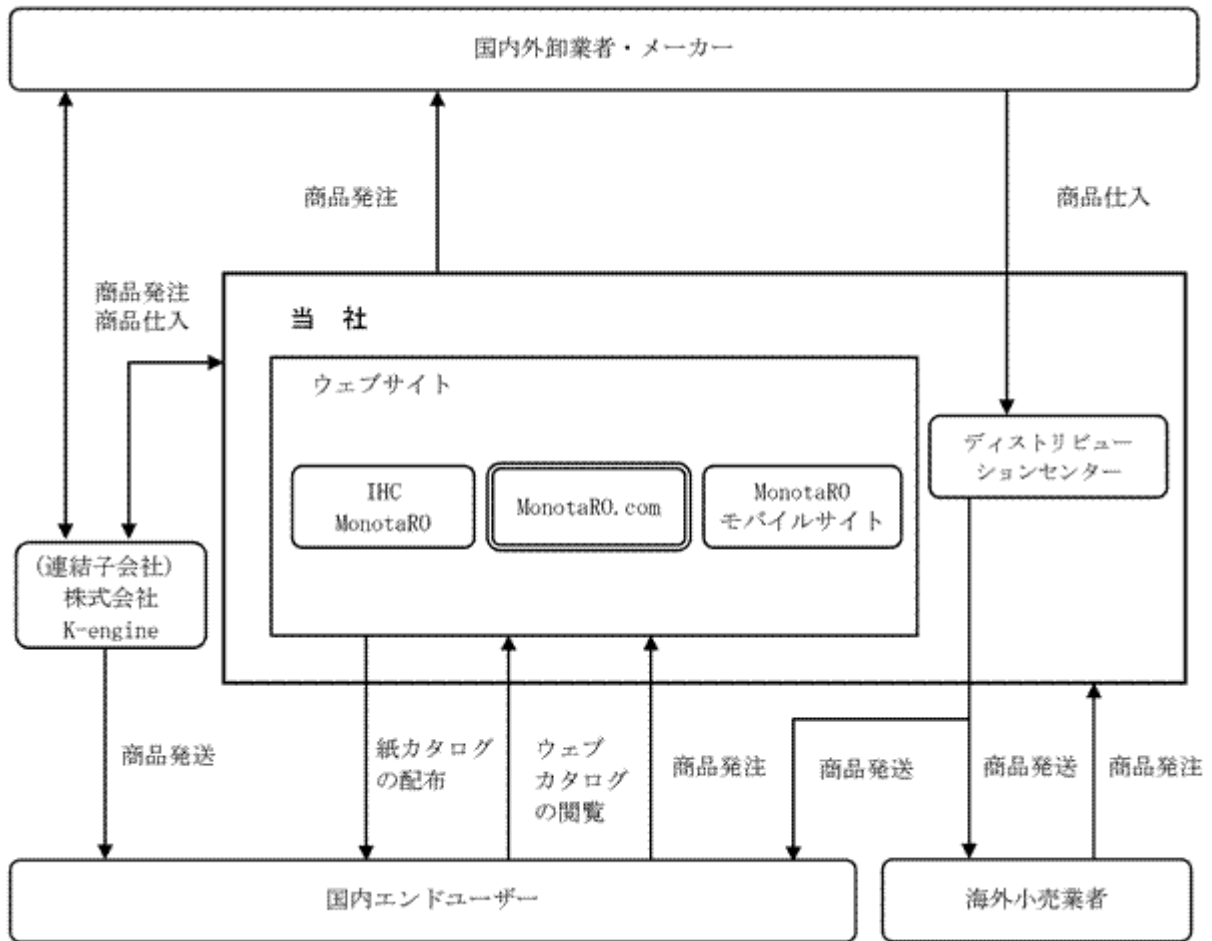 国内外卸業者・メーカー
商品発注
商品仕入
商品発注
商品仕入
当 社
ウェブサイト
ディストリビュー
ションセンター
IHC
MonotaRO
MonotaRO.com
MonotaRO
モバイルサイト
(連結子会社)
株式会社
K-engine
商品発送
紙カタログ
の配布
ウェブ
カタログ
の閲覧
商品発注
商品発送
商品発送
商品発注
国内エンドユーザー
海外小売業者